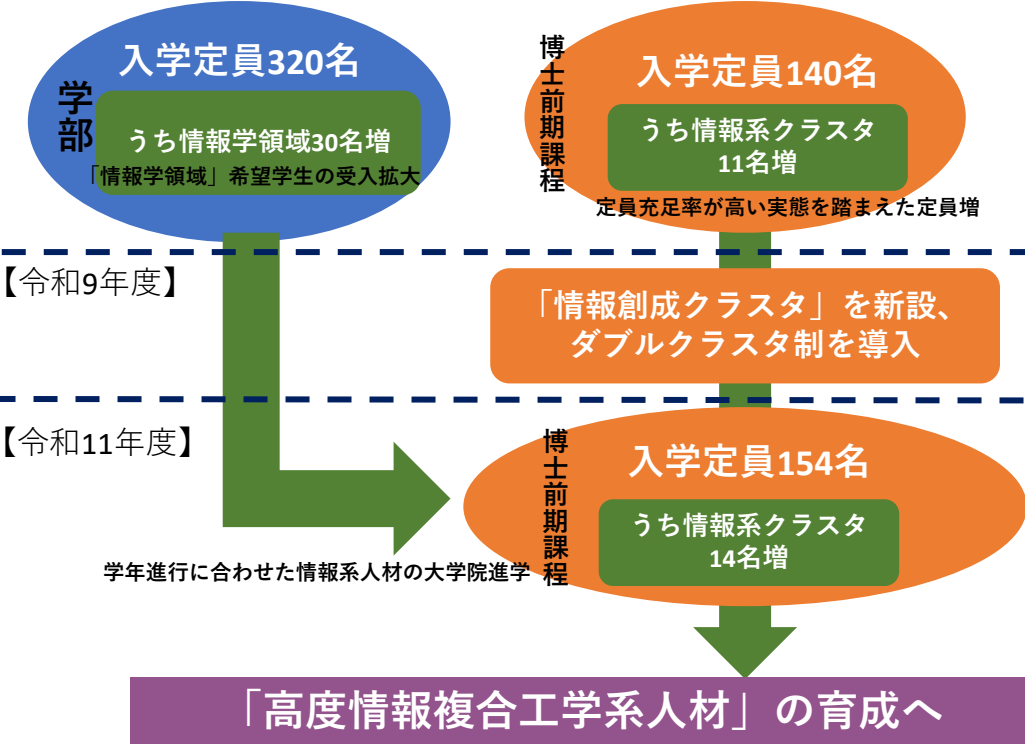 学部
入学定員320名
うち情報学領域30名増
「情報学領域」希望学生の受入拡大
博士前期課程
入学定員140名
うち情報系クラスタ
11名増
定員充足率が高い実態を踏まえた定員増
【令和9年度】
「情報創成クラスタ」を新設、
ダブルクラスタ制を導入
【令和11年度】
博士前期課程
入学定員154名
うち情報系クラスタ
14名増
学年進行に合わせた情報系人材の大学院進学
「高度情報複合工学系人材」の育成へ